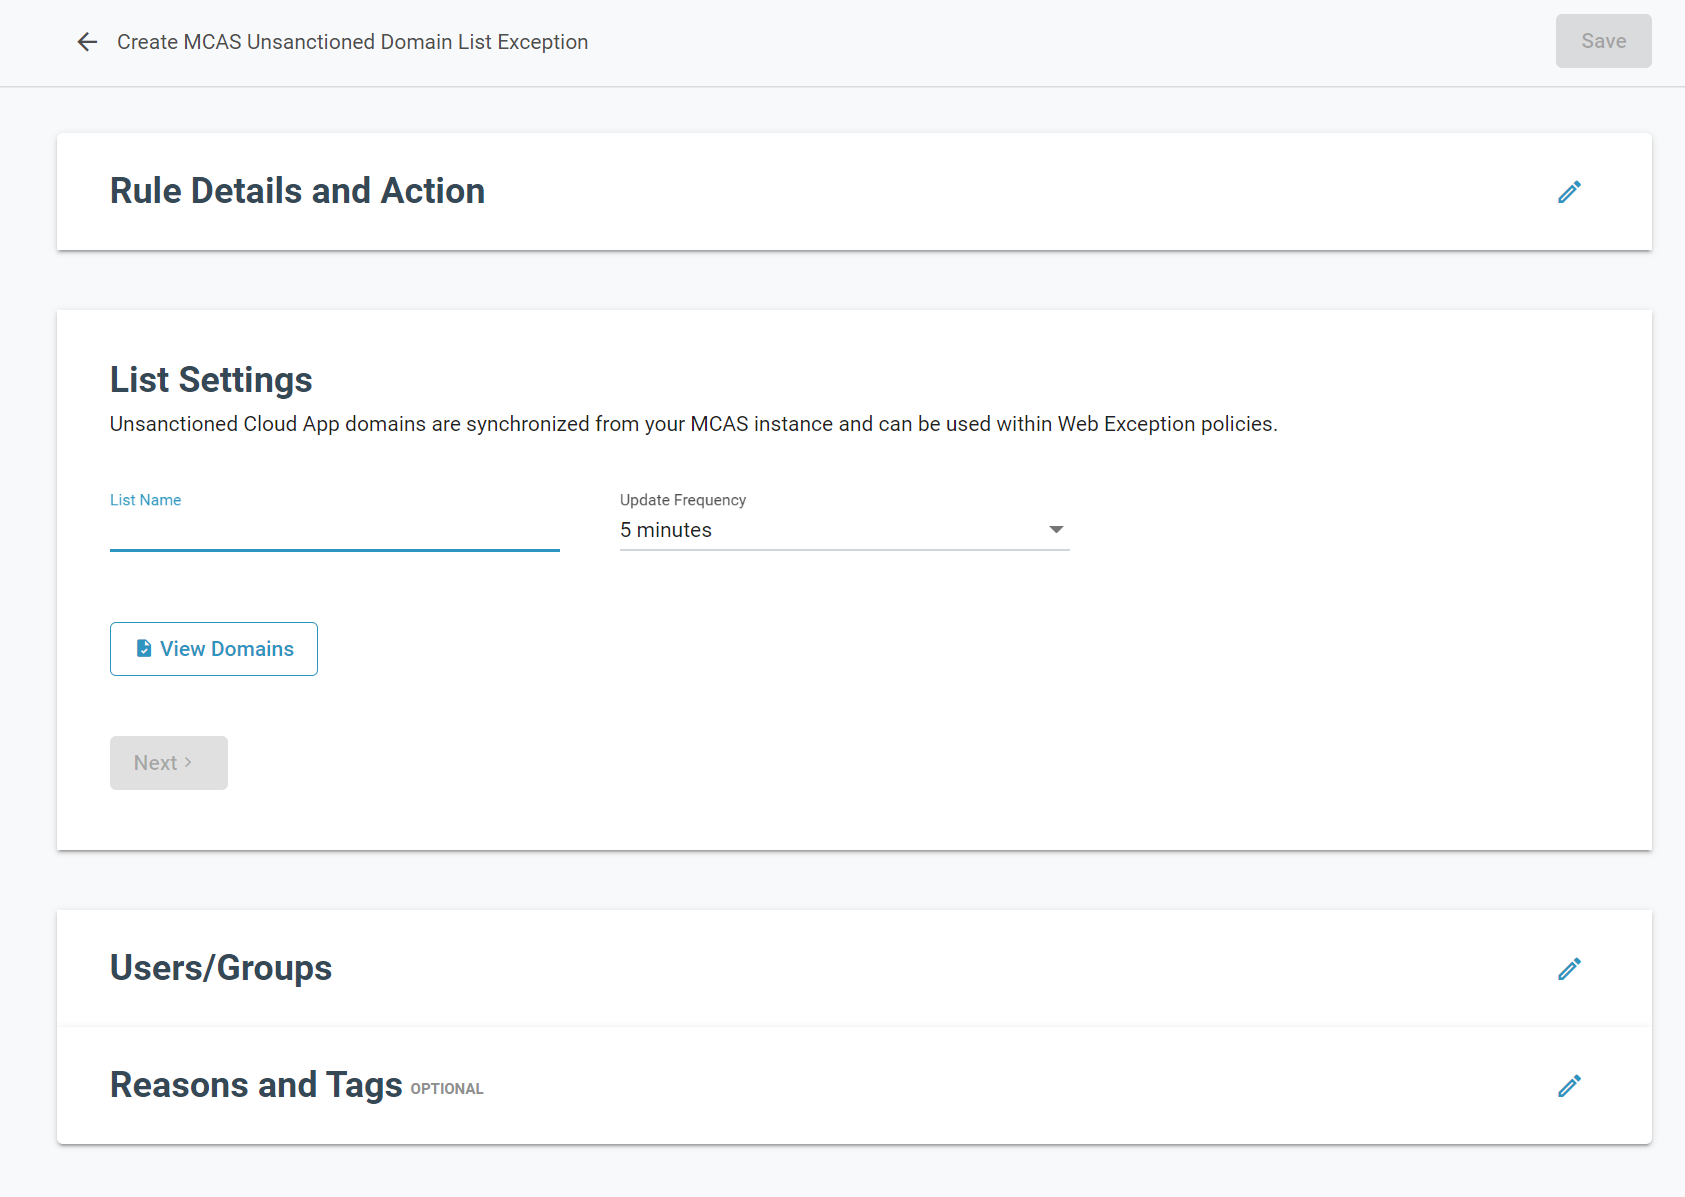 Create MCAS Unsanctioned Domain List Exception
Save
Rule Details and Action
List Settings
Unsanctioned Cloud App domains are synchronized from your MCAS instance and can be used within Web Exception policies.
List Name
Update Frequency
5 minutes
View Domains
Next
Users/Groups
Reasons and Tags OPTIONAL